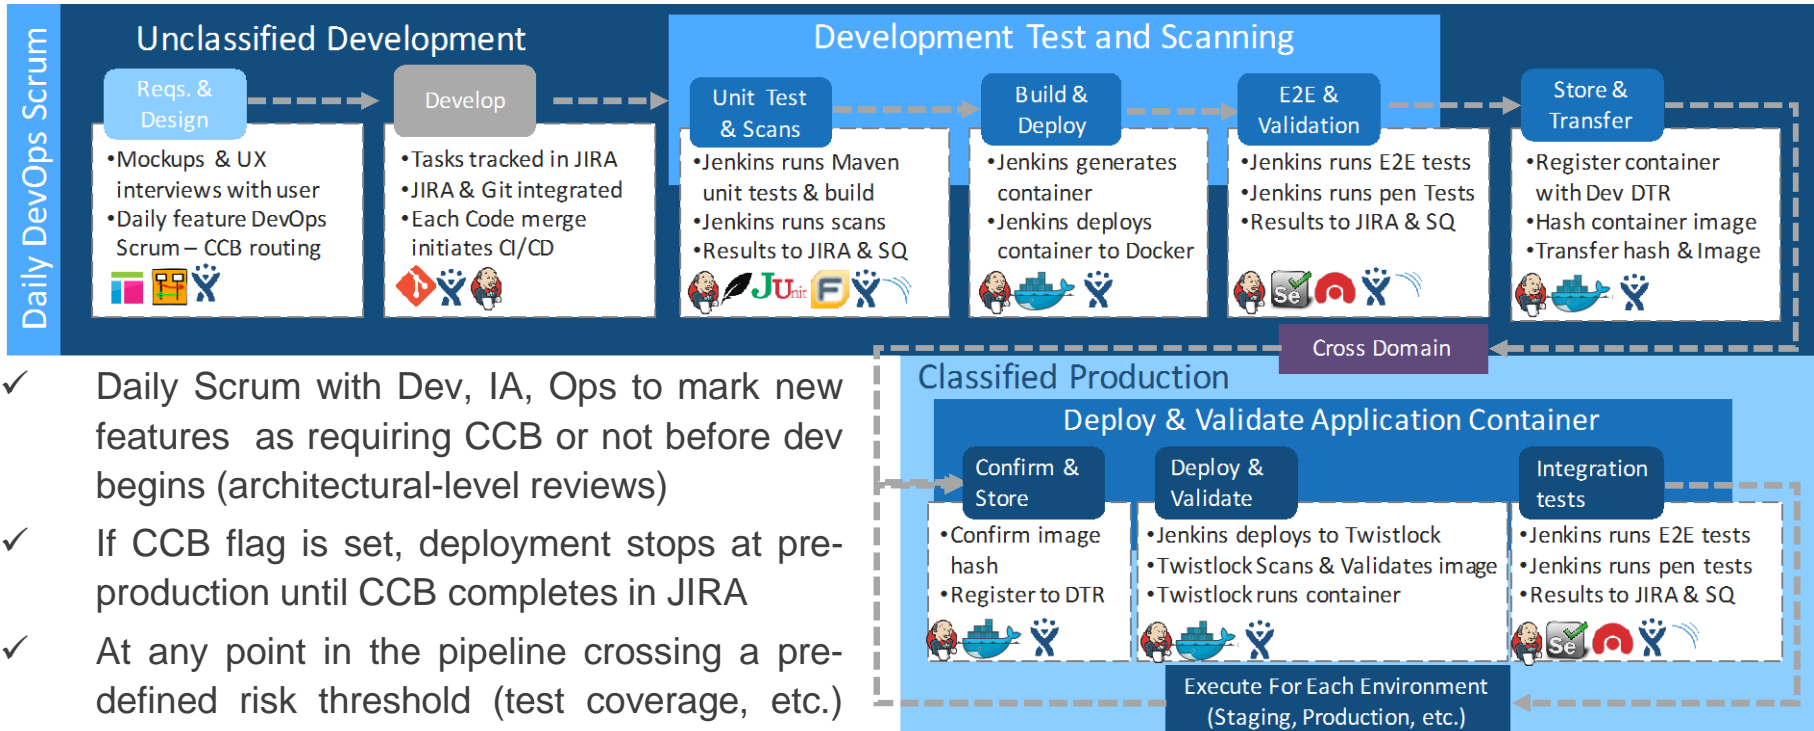 Daily DevOps Scrum
Unclassified Development
Development Test and Scanning
Reqs. &
Design
•Mockups & UX
interviews with user
•Daily feature DevOps
Scrum – CCB routing
Develop
•Tasks tracked in JIRA
•JIRA & Git integrated
•Each Code merge
initiates CI/CD
Unit Test
& Scans
•Jenkins runs Maven
unit tests & build
•Jenkins runs scans
•Results to JIRA & SQ
JUnit
F
Build &
Deploy
•Jenkins generates
container
•Jenkins deploys
container to Docker
E2E &
Validation
•Jenkins runs E2E tests
•Jenkins runs pen Tests
•Results to JIRA & SQ
Se
Store &
Transfer
•Register container
with Dev DTR
•Hash container image
•Transfer hash & Image
Cross Domain
✓ Daily Scrum with Dev, IA, Ops to mark new
features as requiring CCB or not before dev
begins (architectural-level reviews)
✓ If CCB flag is set, deployment stops at pre-
production until CCB completes in JIRA
✓ At any point in the pipeline crossing a pre-
defined risk threshold (test coverage, etc.)
Classified Production
Deploy & Validate Application Container
Confirm &
Store
•Confirm image
hash
•Register to DTR
Deploy &
Validate
•Jenkins deploys to Twistlock
•Twistlock Scans & Validates image
•Twistlock runs container
Integration
tests
•Jenkins runs E2E tests
•Jenkins runs pen tests
•Results to JIRA & SQ
Se
Execute For Each Environment
(Staging, Production, etc.)